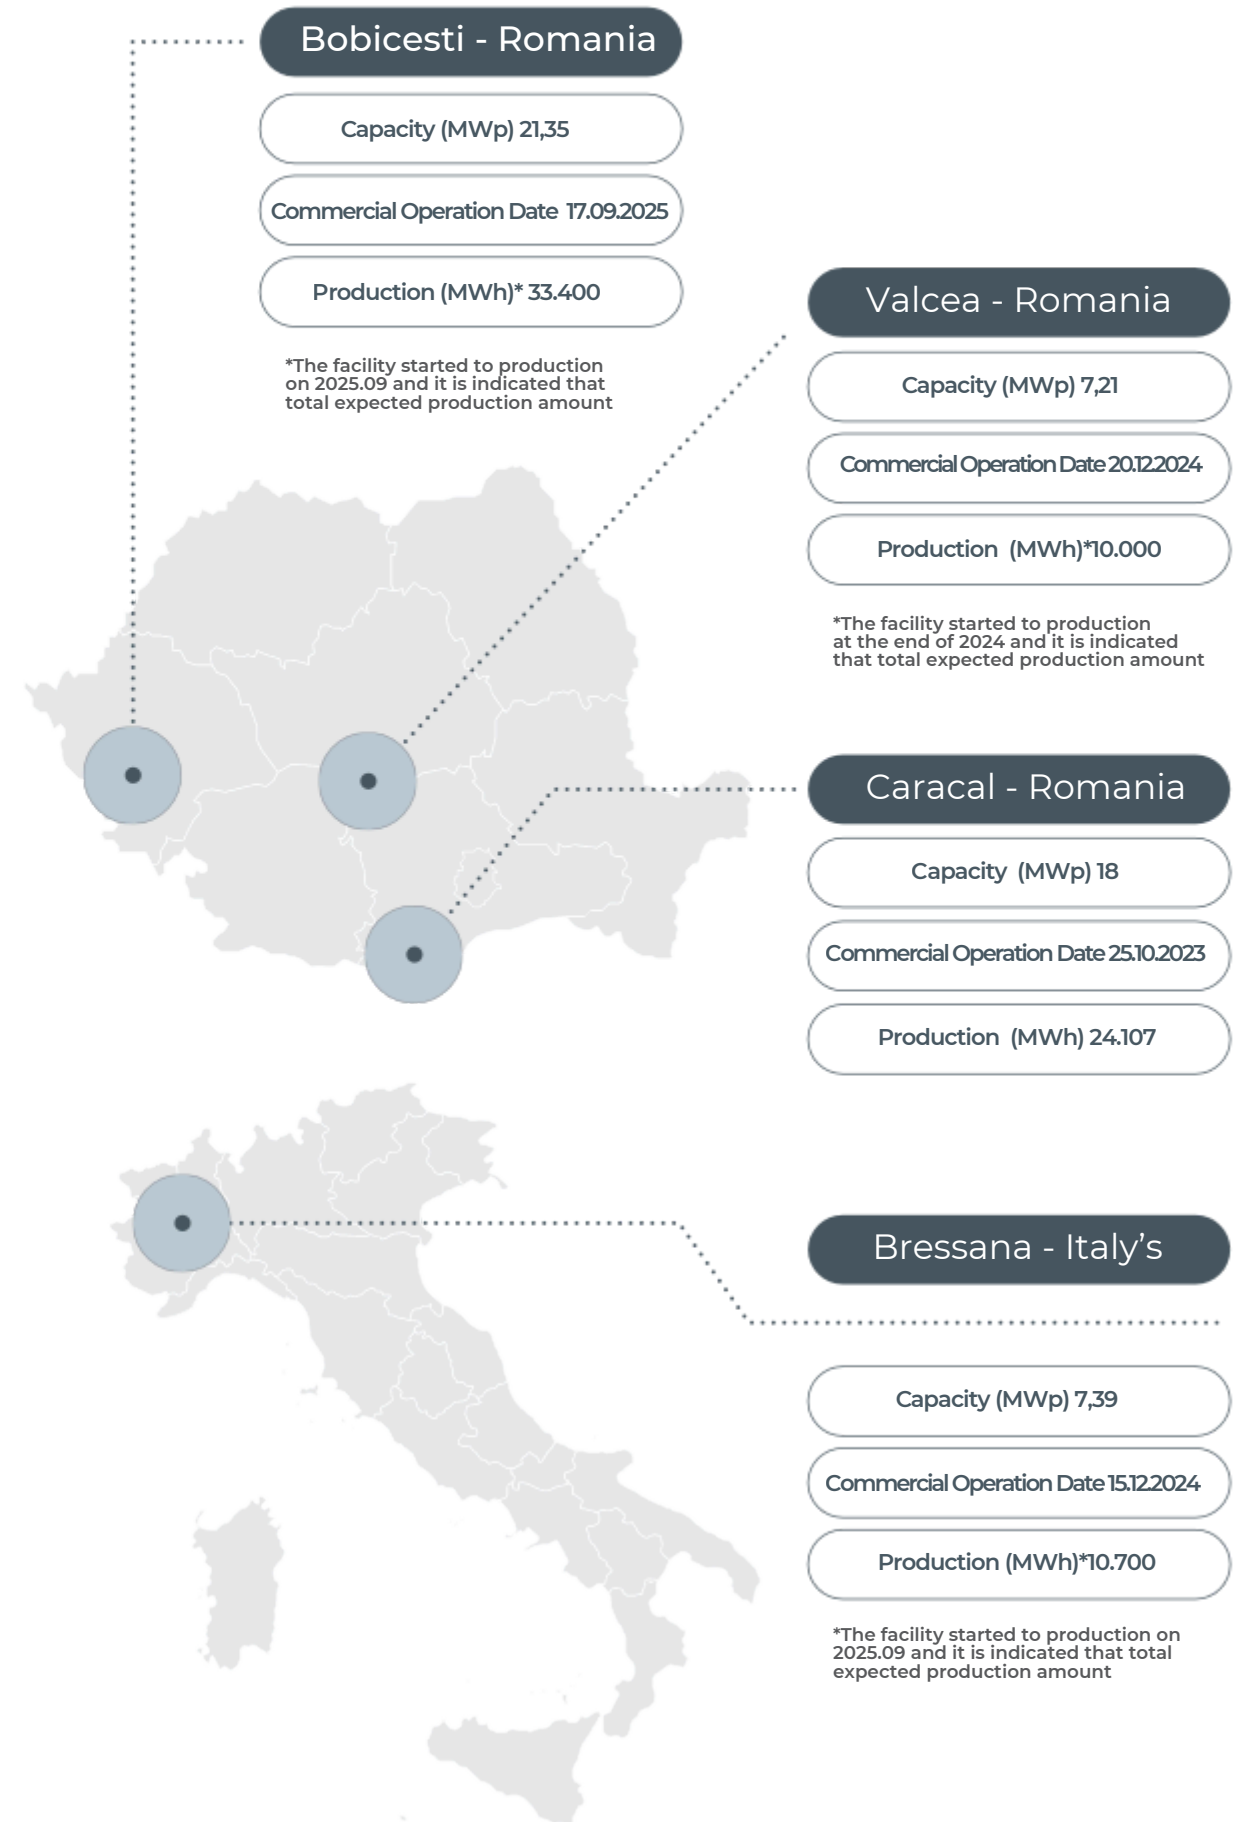 Bobicesti - Romania
Capacity (MWp) 21,35
Commercial Operation Date 17.09.2025
Production (MWh)* 33.400
*The facility started to production
on 2025.09 and it is indicated that
total expected production amount
Valcea - Romania
Capacity (MWp) 7,21
Commercial Operation Date 20.12.2024
Production (MWh)*10.000
*The facility started to production
at the end of 2024 and it is indicated
that total expected production amount
Caracal - Romania
Capacity (MWp) 18
Commercial Operation Date 25.10.2023
Production (MWh) 24.107
Bressana - Italy’s
Capacity (MWp) 7,39
Commercial Operation Date 15.12.2024
Production (MWh)*10.700
*The facility started to production on
2025.09 and it is indicated that total
expected production amount